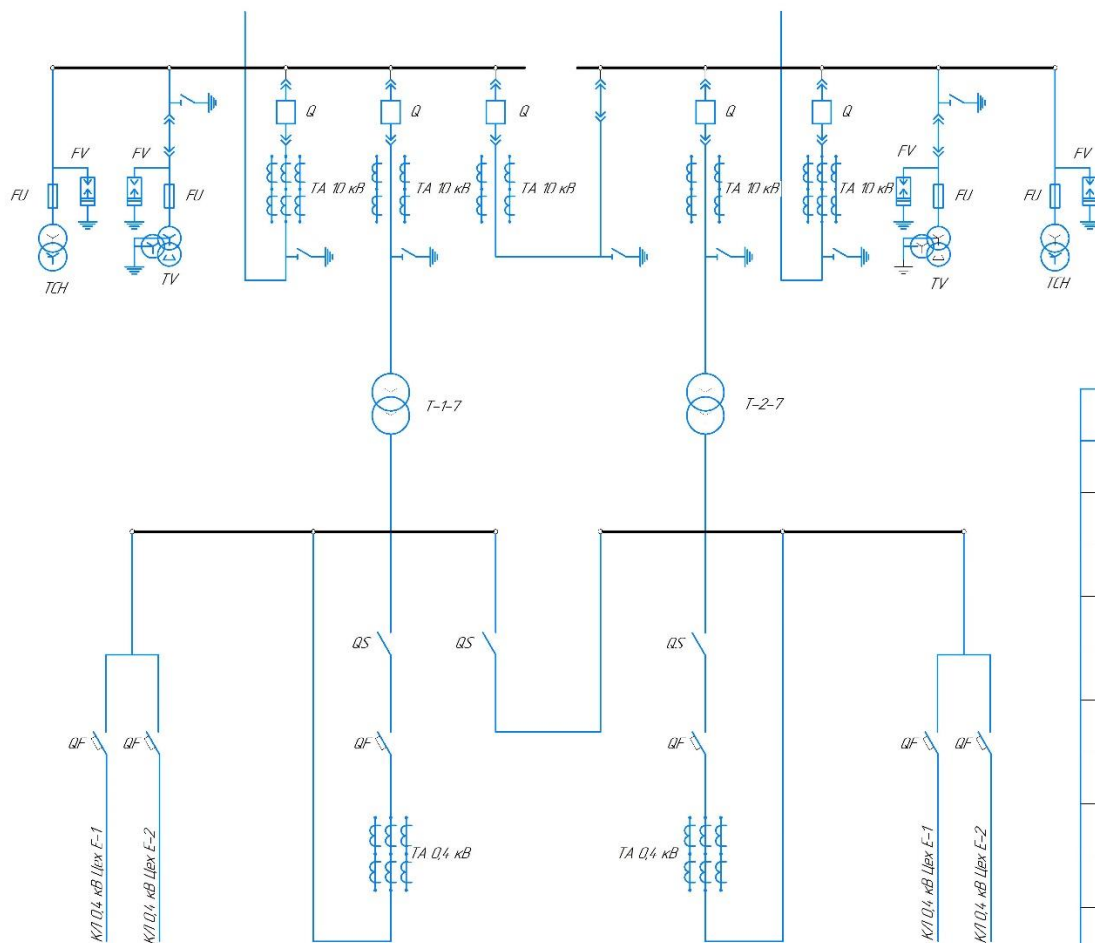 Q
Q
Q
Q
Q
FV
FV
FV
FV
FU
FU
TA 10 кВ
TA 10 кВ
TA 10 кВ
TA 10 кВ
TA 10 кВ
FU
FU
ТСН
TV
TV
ТСН
Т-1-7
Т-2-7
QS
QS
QS
QF
QF
QF
QF
QF
QF
TA 0,4 кВ
TA 0,4 кВ
КЛ 0,4 кВ Цех Е-1
КЛ 0,4 кВ Цех Е-2
КЛ 0,4 кВ Цех Е-1
КЛ 0,4 кВ Цех Е-2